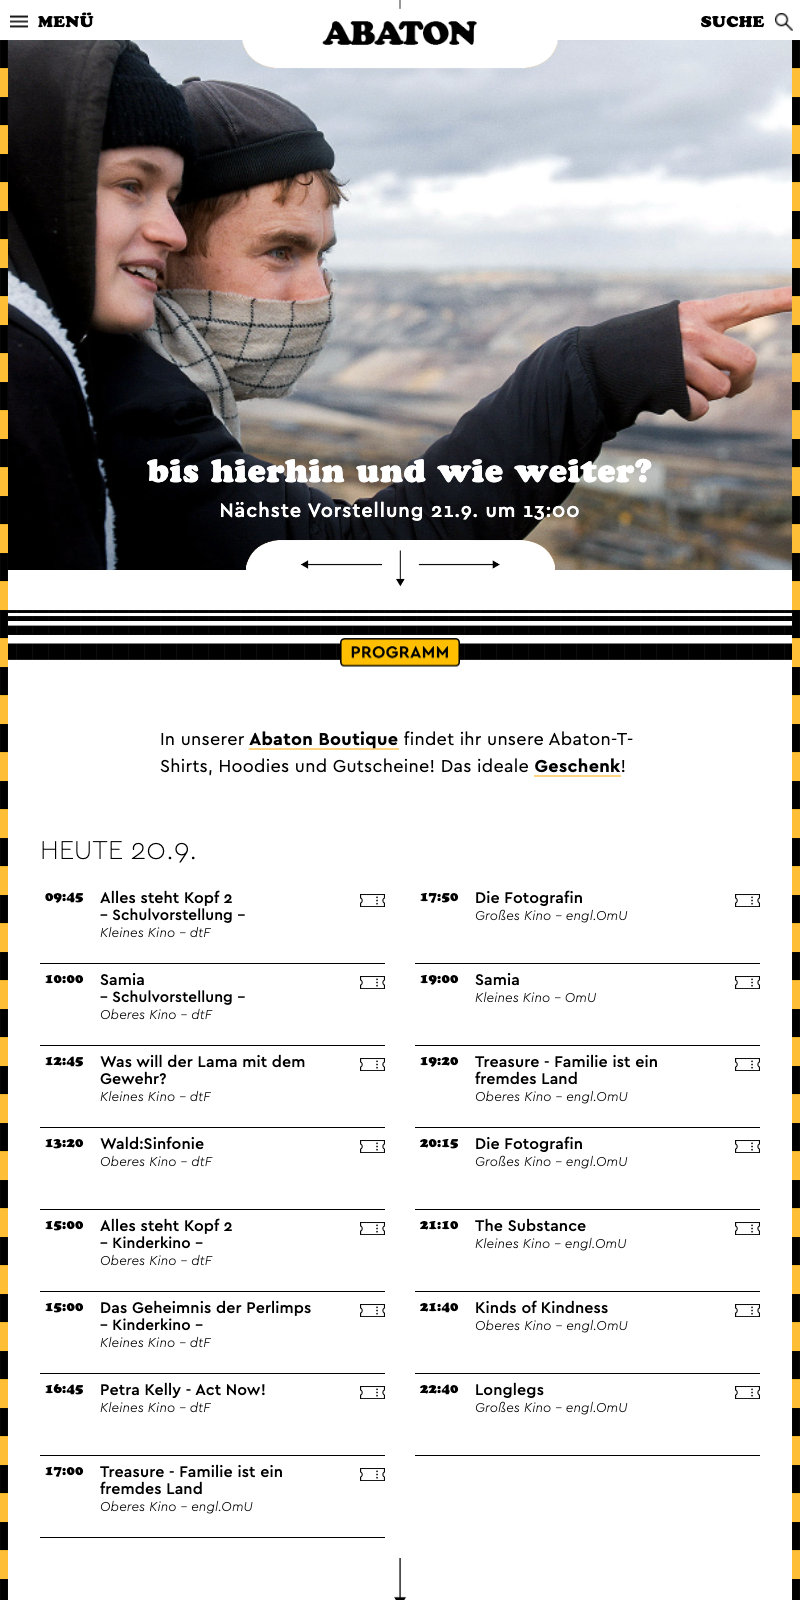 MENÜ
ABATON
SUCHE
bis hierhin und wie weiter?
Nächste Vorstellung 21.9. um 13:00
PROGRAMM
In unserer Abaton Boutique findet ihr unsere Abaton-T-
Shirts, Hoodies und Gutscheine! Das ideale Geschenk!
HEUTE 20.9.
09:45 Alles steht Kopf 2
– Schulvorstellung –
Kleines Kino – dtF
10:00 Samia
– Schulvorstellung –
Oberes Kino – dtF
12:45 Was will der Lama mit dem
Gewehr?
Kleines Kino – dtF
13:20 Wald:Sinfonie
Oberes Kino – dtF
15:00 Alles steht Kopf 2
– Kinderkino –
Oberes Kino – dtF
15:00 Das Geheimnis der Perlimps
– Kinderkino –
Kleines Kino – dtF
16:45 Petra Kelly - Act Now!
Kleines Kino – dtF
17:00 Treasure - Familie ist ein
fremdes Land
Oberes Kino – engl.OmU
17:50 Die Fotografin
Großes Kino – engl.OmU
19:00 Samia
Kleines Kino – OmU
19:20 Treasure - Familie ist ein
fremdes Land
Oberes Kino – engl.OmU
20:15 Die Fotografin
Großes Kino – engl.OmU
21:10 The Substance
Kleines Kino – engl.OmU
21:40 Kinds of Kindness
Oberes Kino – engl.OmU
22:40 Longlegs
Großes Kino – engl.OmU